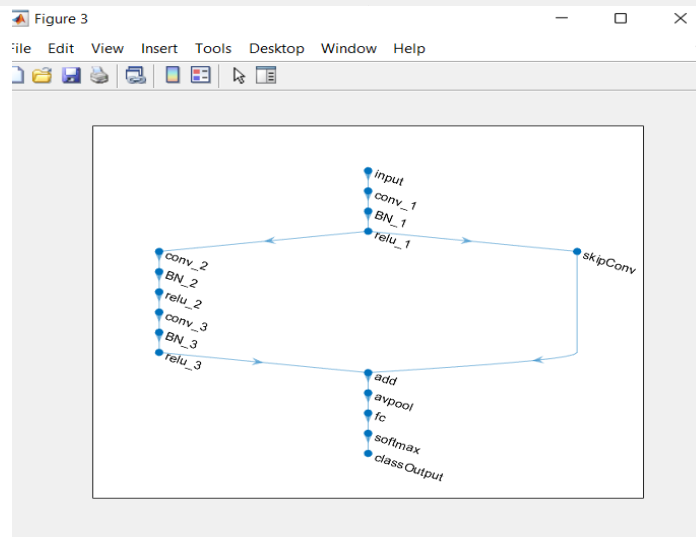 Figure 3
File Edit View Insert Tools Desktop Window Help
input
conv_1
BN_1
relu_1
conv_2
BN_2
relu_2
conv_3
BN_3
relu_3
skipConv
add
avpool
fc
softmax
classOutput